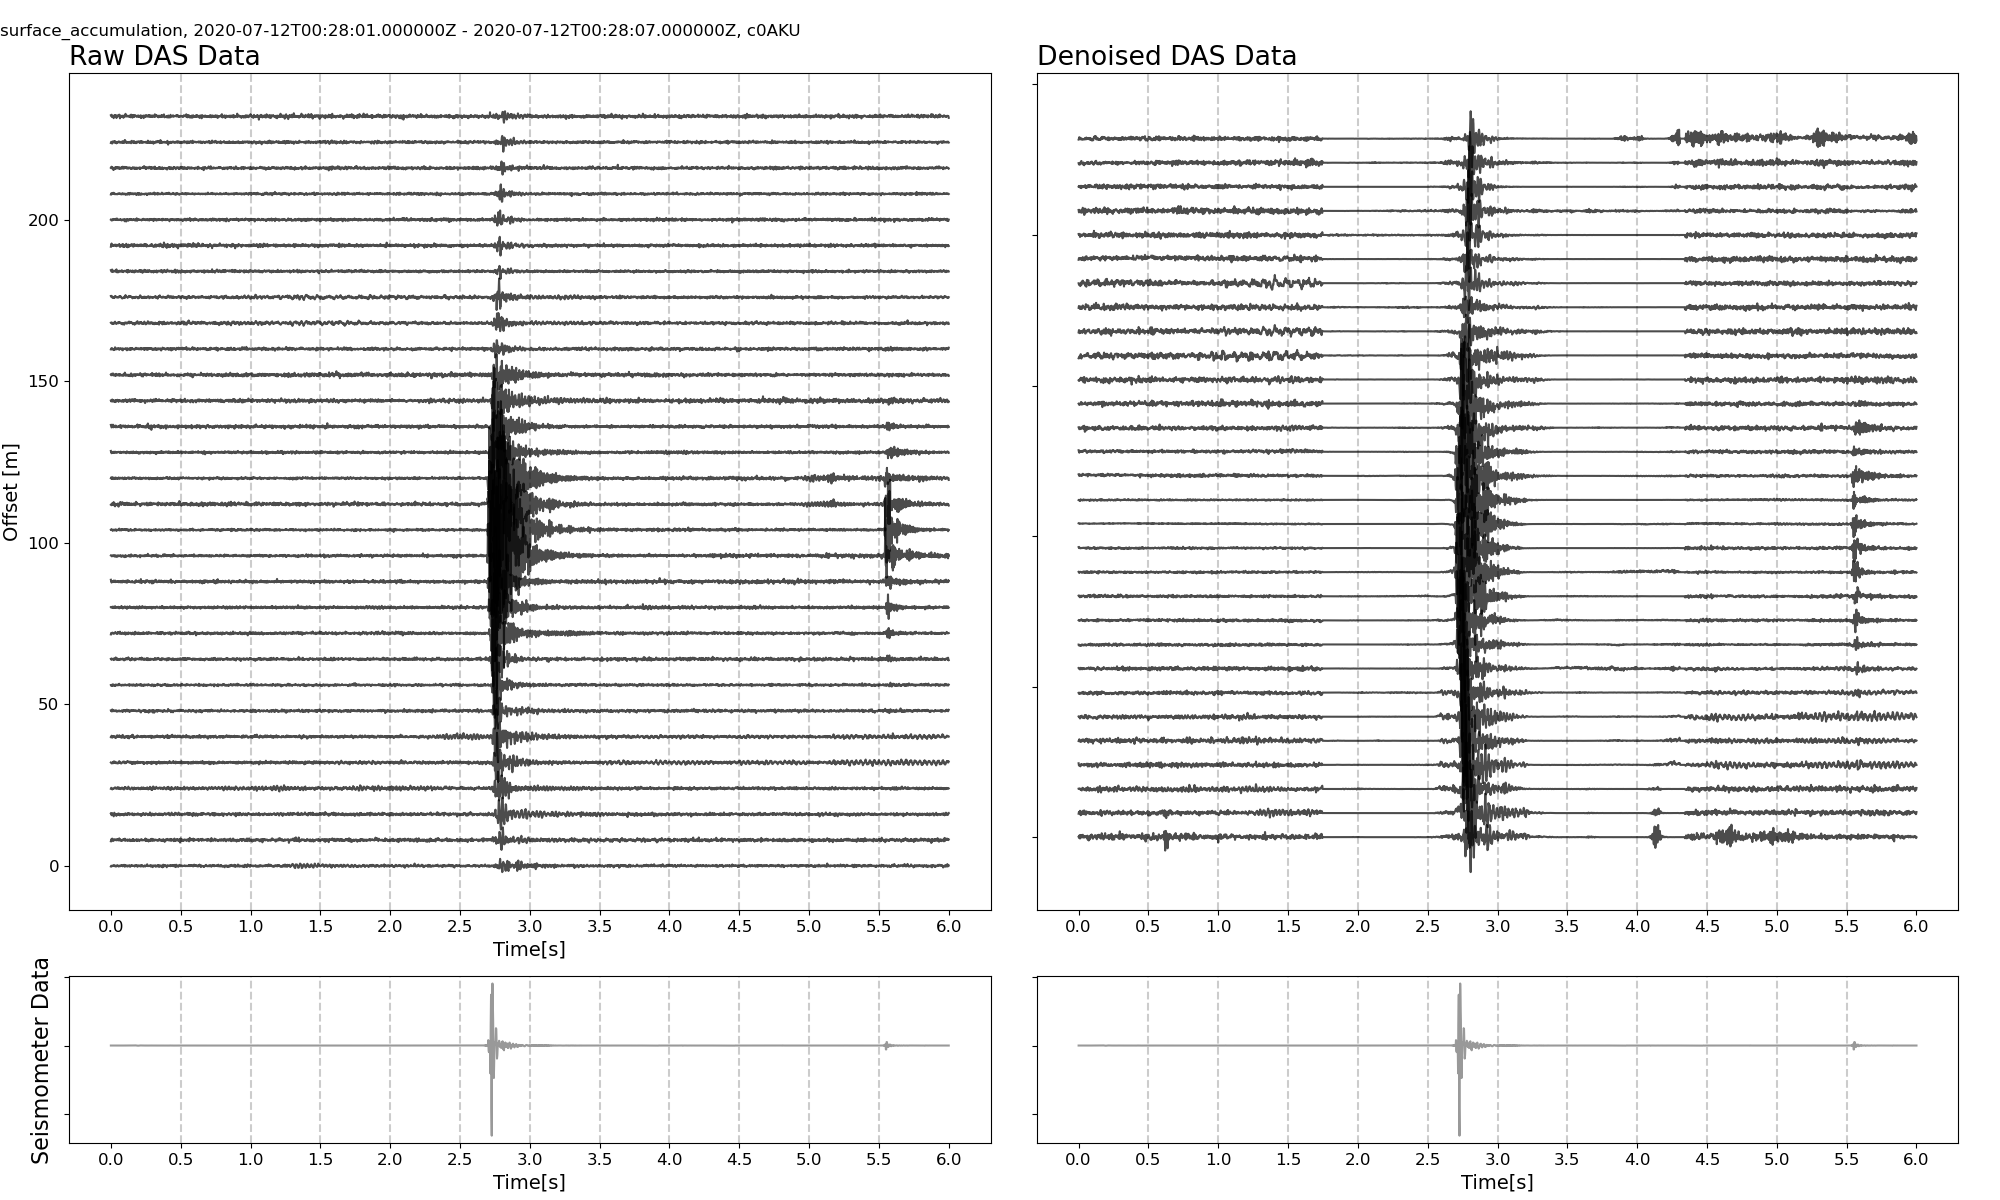 surface_accumulation, 2020-07-12T00:28:01.000000Z - 2020-07-12T00:28:07.000000Z, c0AKU
Raw DAS Data
Denoised DAS Data
Offset [m]
200
150
100
50
0
0.0 0.5 1.0 1.5 2.0 2.5 3.0 3.5 4.0 4.5 5.0 5.5 6.0
Time[s]
0.0 0.5 1.0 1.5 2.0 2.5 3.0 3.5 4.0 4.5 5.0 5.5 6.0
Seismometer Data
0.0 0.5 1.0 1.5 2.0 2.5 3.0 3.5 4.0 4.5 5.0 5.5 6.0
Time[s]
0.0 0.5 1.0 1.5 2.0 2.5 3.0 3.5 4.0 4.5 5.0 5.5 6.0
Time[s]